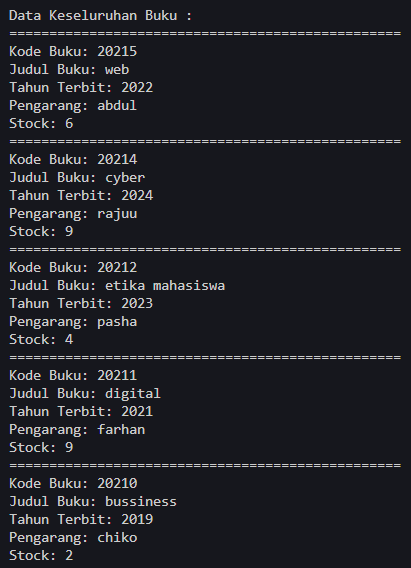 Data Keseluruhan Buku :
=================================================
Kode Buku: 20215
Judul Buku: web
Tahun Terbit: 2022
Pengarang: abdul
Stock: 6
=================================================
Kode Buku: 20214
Judul Buku: cyber
Tahun Terbit: 2024
Pengarang: rajuu
Stock: 9
=================================================
Kode Buku: 20212
Judul Buku: etika mahasiswa
Tahun Terbit: 2023
Pengarang: pasha
Stock: 4
=================================================
Kode Buku: 20211
Judul Buku: digital
Tahun Terbit: 2021
Pengarang: farhan
Stock: 9
=================================================
Kode Buku: 20210
Judul Buku: bussiness
Tahun Terbit: 2019
Pengarang: chiko
Stock: 2